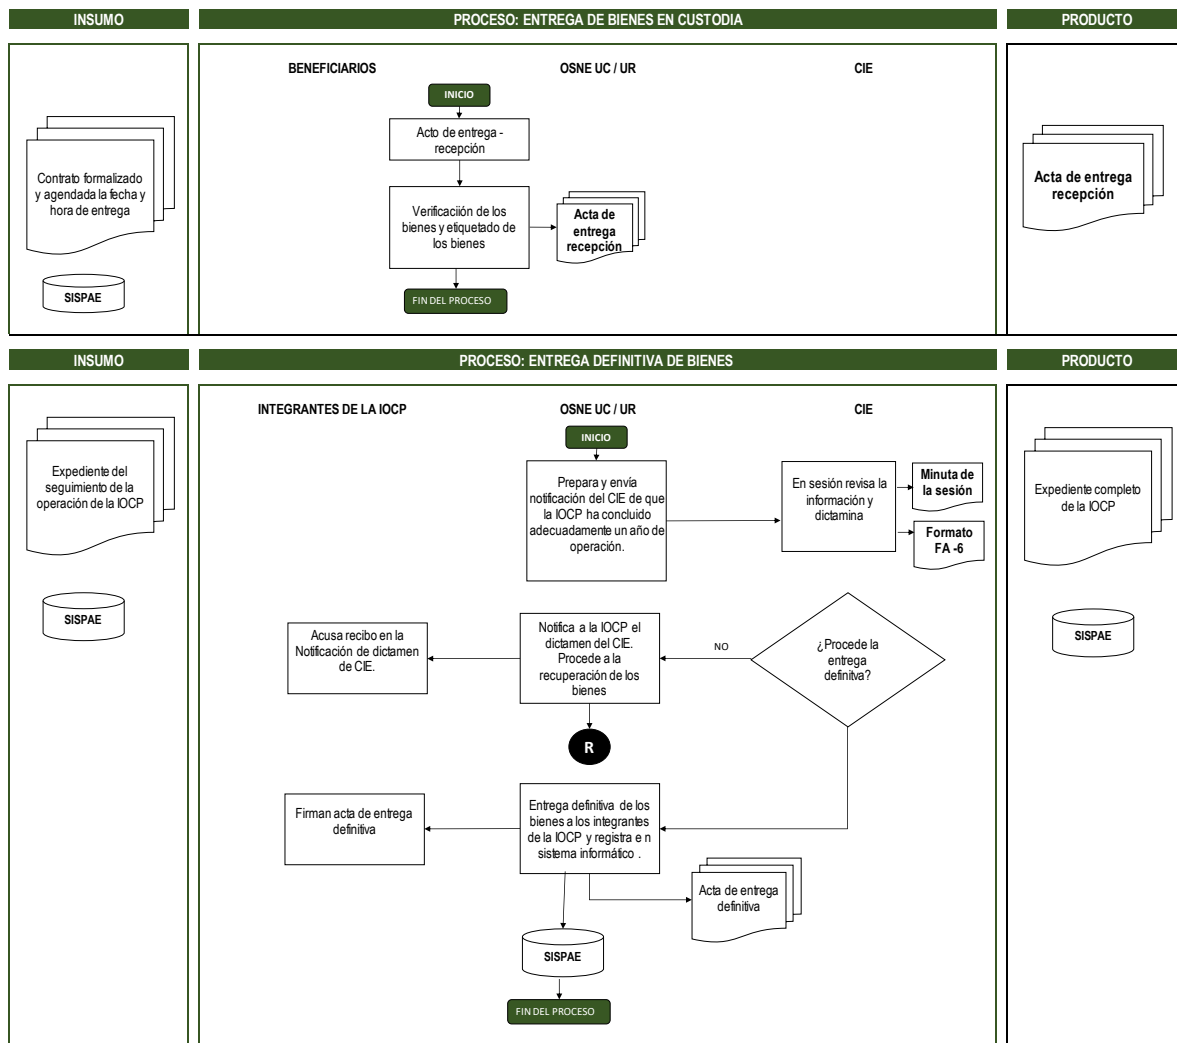 INSUMO
PROCESO: ENTREGA DE BIENES EN CUSTODIA
PRODUCTO
BENEFICIARIOS
OSNE UC / UR
CIE
INICIO
Acto de entrega -
recepción
Contrato formalizado
y agendada la fecha y
hora de entrega
Verificaciión de los
bienes y etiquetado de
los bienes
Acta de
entrega
recepción
Acta de entrega
recepción
SISPAE
FIN DEL PROCESO
INSUMO
PROCESO: ENTREGA DEFINITIVA DE BIENES
PRODUCTO
INTEGRANTES DE LA IOCP
OSNE UC / UR
CIE
INICIO
Expediente del
seguimiento de la
operación de la IOCP
Prepara y envía
notificación del CIE de que
la IOCP ha concluido
adecuadamente un año de
operación.
En sesión revisa la
información y
dictamina
Minuta de
la sesión
Formato
FA -6
Expediente completo
de la IOCP
SISPAE
SISPAE
Acusa recibo en la
Notificación de dictamen
de CIE.
Notifica a la IOCP el
dictamen del CIE.
Procede a la
recuperación de los
bienes
NO
¿Procede la
entrega
definitva?
R
Firman acta de entrega
definitiva
Entrega definitiva de los
bienes a los integrantes
de la IOCP y registra e n
sistema informático .
Acta de entrega
definitiva
SISPAE
FIN DEL PROCESO